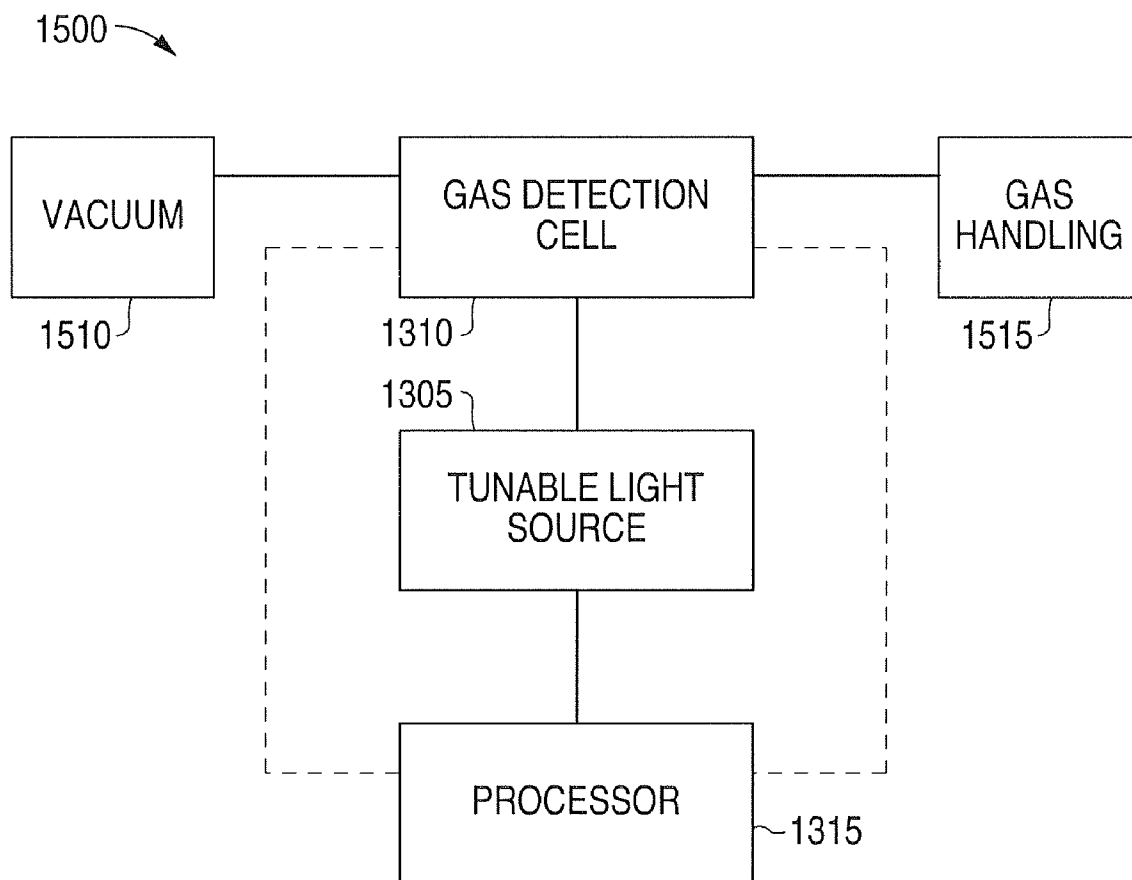 1500
VACUUM
GAS DETECTION
CELL
GAS
HANDLING
1510
1310
1515
1305
TUNABLE LIGHT
SOURCE
PROCESSOR
1315